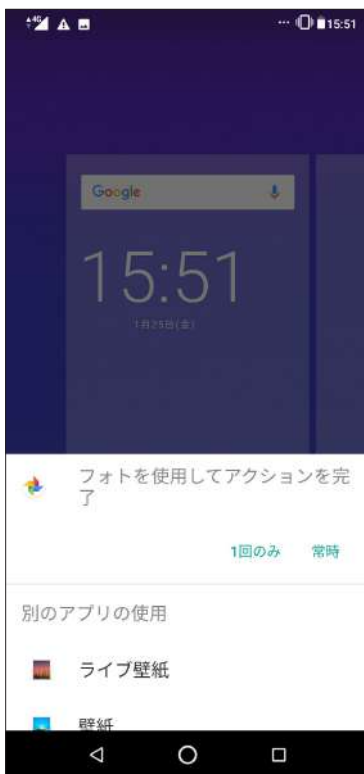 4G 15:51
Google
15:51
1月25日(金)
フォトを使用してアクションを完
了
1回のみ 常時
別のアプリの使用
ライブ壁紙
壁紙